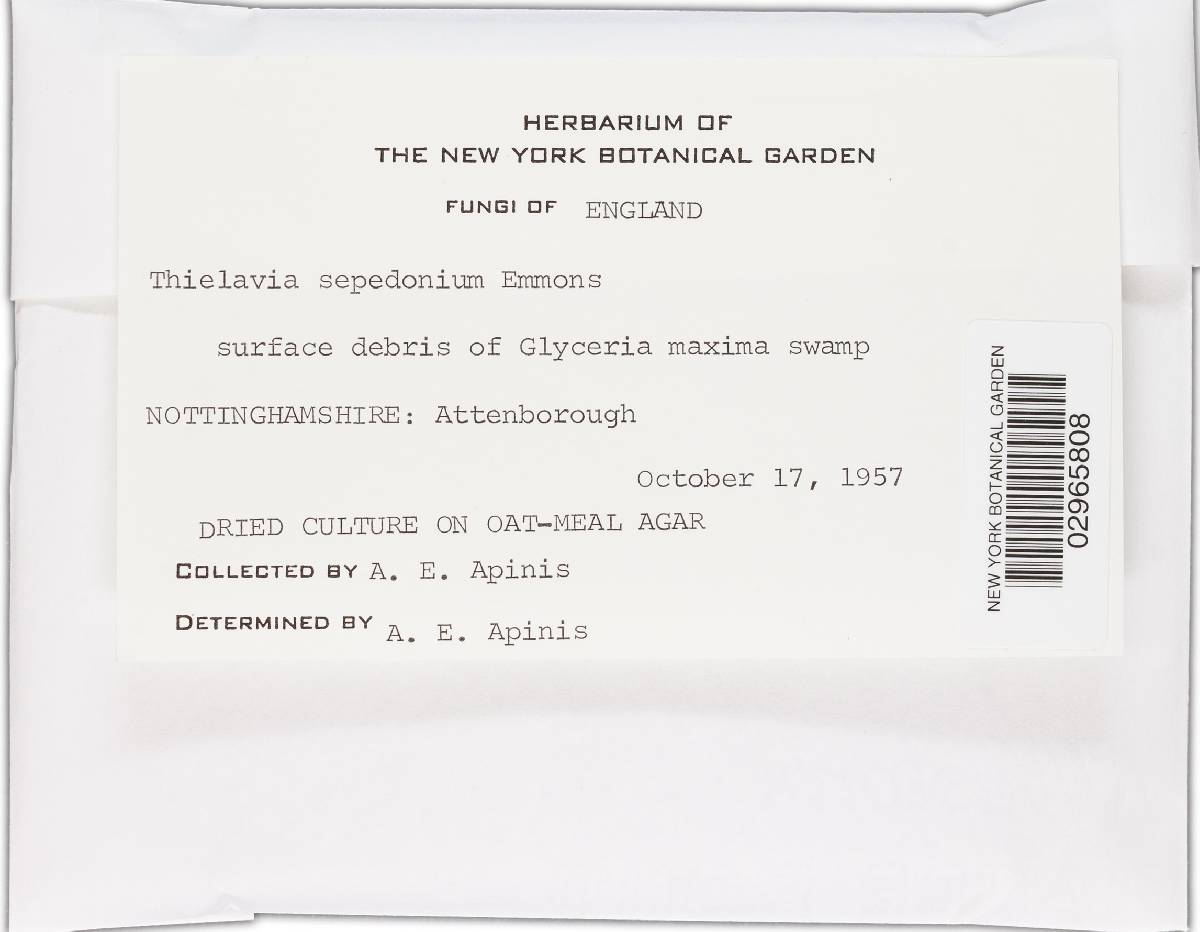 HERBARIUM OF
THE NEW YORK BOTANICAL GARDEN
FUNGI OF ENGLAND
Thielavia sepedonium Emmons
surface debris of Glyceria maxima swamp
NOTTINGHAMSHIRE: Attenborough
October 17, 1957
DRIED CULTURE ON OAT-MEAL AGAR
COLLECTED BY A. E. Apinis
DETERMINED BY A. E. Apinis
NEW YORK BOTANICAL GARDEN
02965808